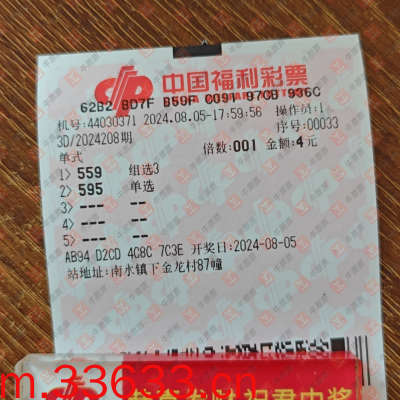 中国福利彩票
62B2 BD7F B59F C091 97CB 936C
机号:44030371 2024.08.05-17:59:56 操作员:1
3D/2024208期 序号:00033
单式 倍数:001 金额:4元
1> 559 组选3
2> 595 单选
3> --- --
4> --- --
5> --- --
AB94 D2CD 4C8C 7C3E 开奖日:2024-08-05
站地址:南水镇下金龙村87幢
m.33633.cn